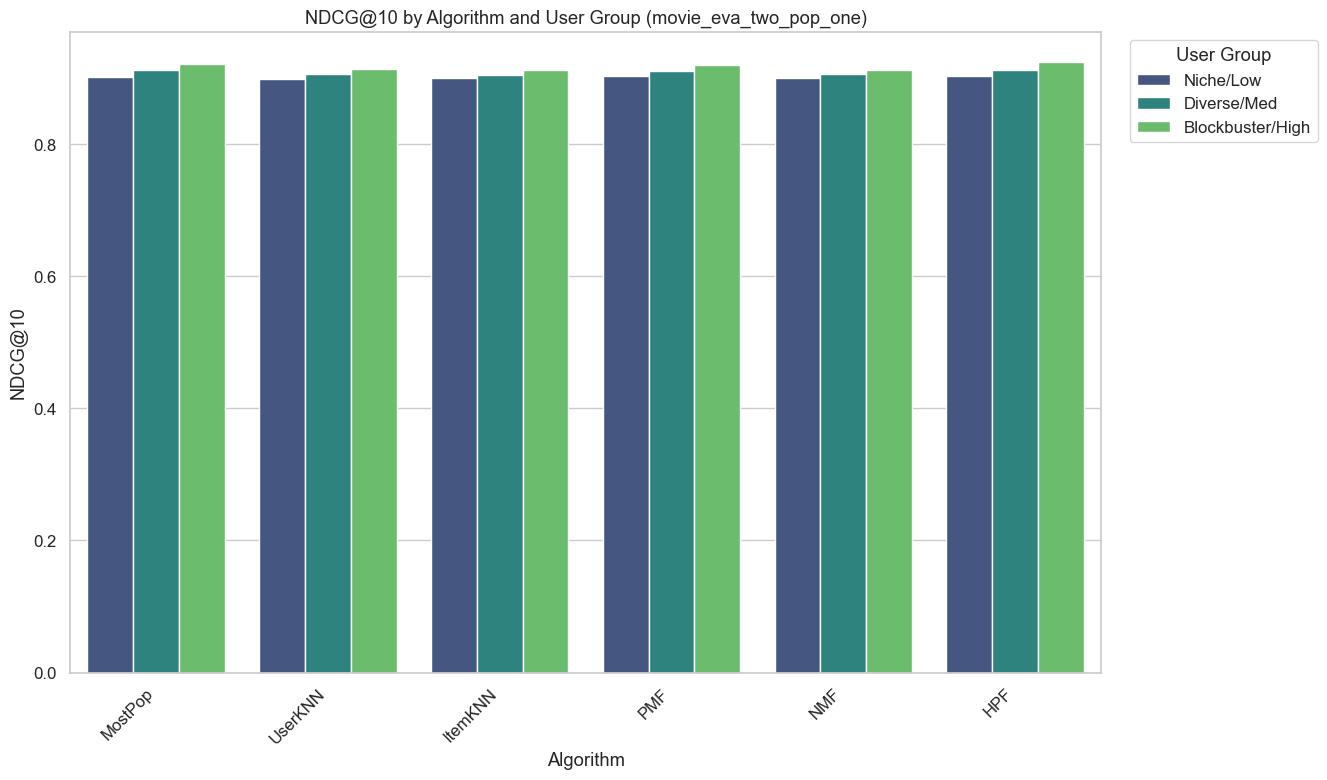 NDCG@10 by Algorithm and User Group (movie_eva_two_pop_one)
User Group
Niche/Low
Diverse/Med
Blockbuster/High
NDCG@10
0.8
0.6
0.4
0.2
0.0
MostPop
UserKNN
ItemKNN
PMF
NMF
HPF
Algorithm